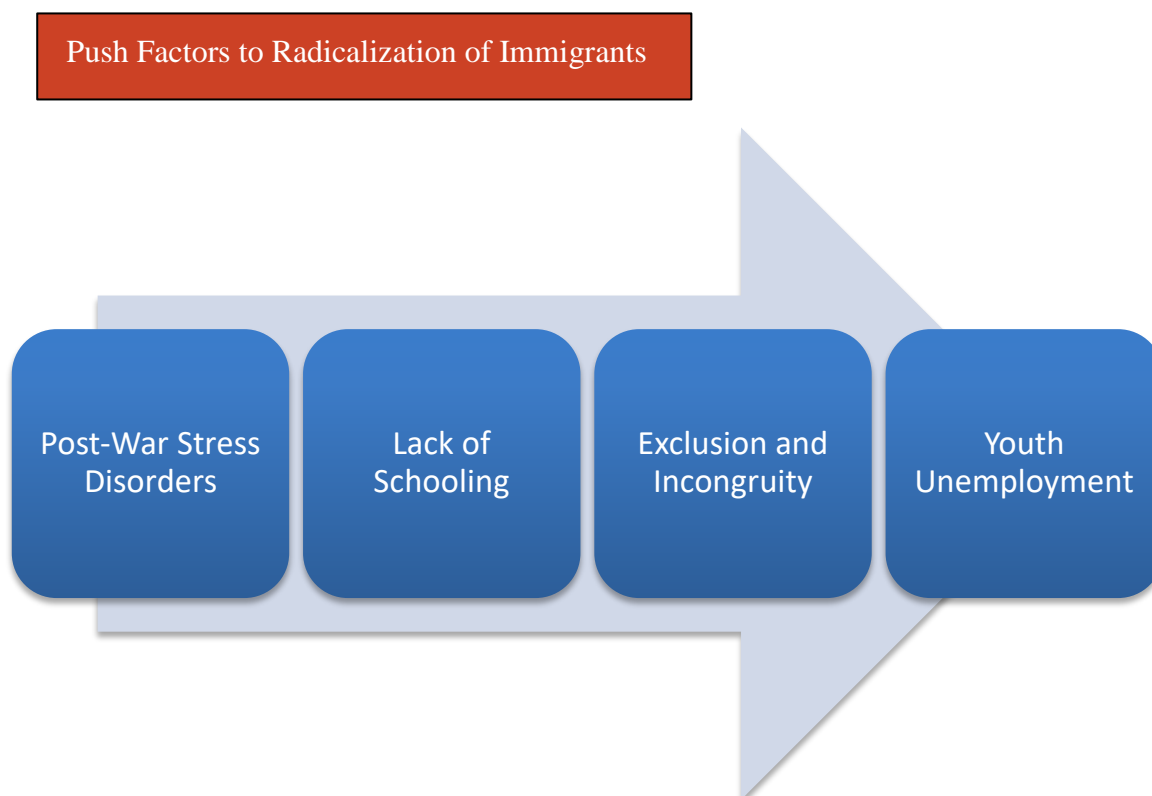 Push Factors to Radicalization of Immigrants
Post-War Stress
Disorders
Lack of
Schooling
Exclusion and
Incongruity
Youth
Unemployment